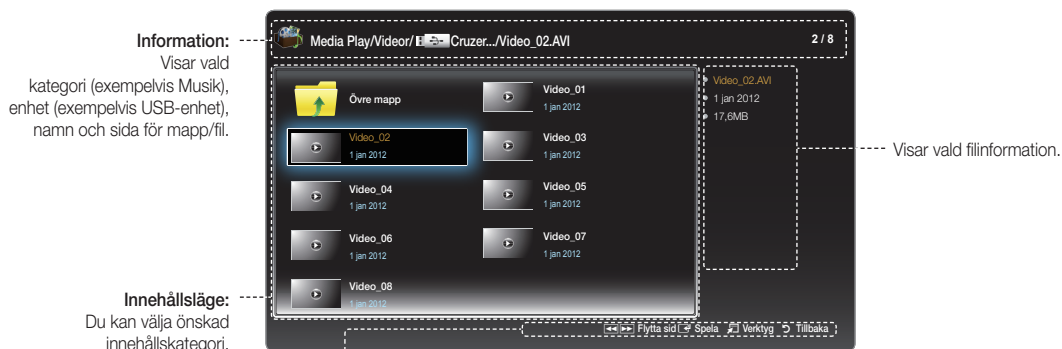 Information:
Visar vald
kategori (exempelvis Musik),
enhet (exempelvis USB-enhet),
namn och sida för mapp/fil.
Media Play/Videor/ Cruzer.../Video_02.AVI
2 / 8
Övre mapp
Video_01
1 jan 2012
Video_02
1 jan 2012
Video_03
1 jan 2012
Video_04
1 jan 2012
Video_05
1 jan 2012
Video_06
1 jan 2012
Video_07
1 jan 2012
Video_08
1 jan 2012
Video_02.AVI
1 jan 2012
17,6MB
Visar vald filinformation.
Innehållsläge:
Du kan välja önskad
innehållskategori.
Flytta sid Spela Verktyg Tillbaka